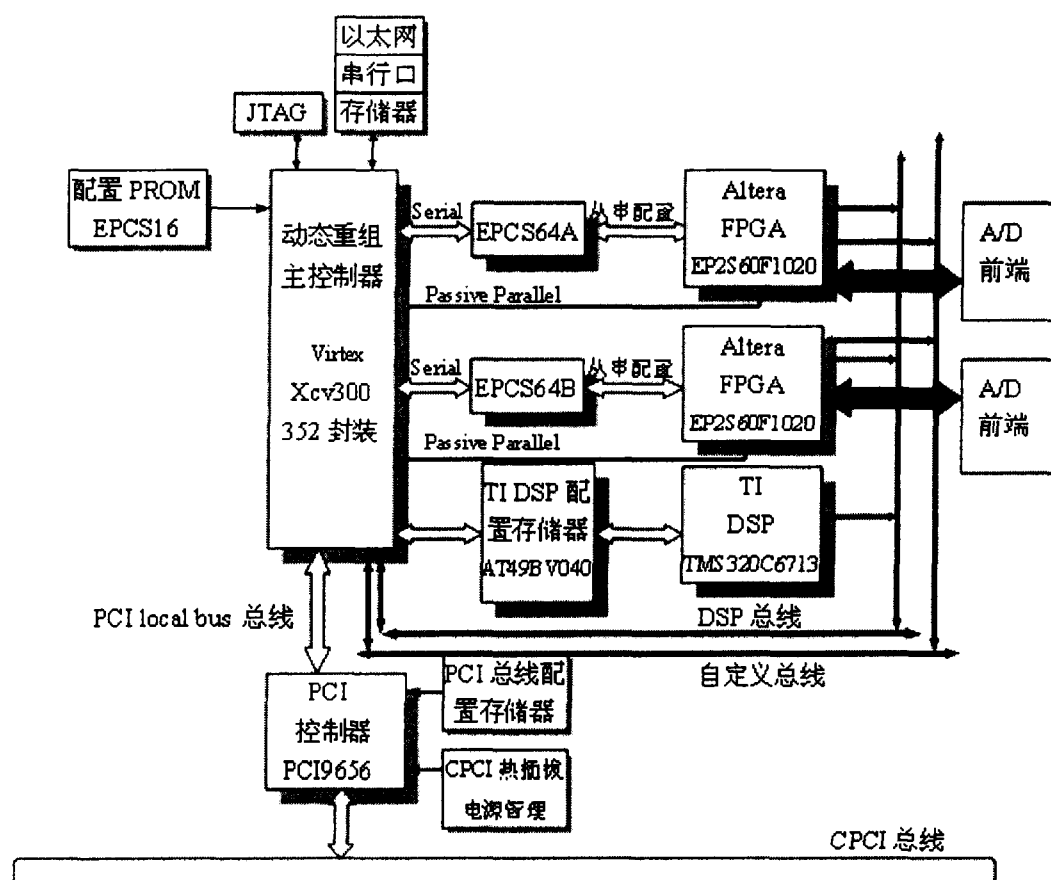 以太网
串行口
存储器
JTAG
配置 PROM
EPCS16
动态重组
主控制器
Virtex
Xcv300
352 封装
Serial
EPCS64A
从串配置
Altera
FPGA
EP2S60F1020
A/D
前端
Passive Parallel
Serial
EPCS64B
从串配置
Altera
FPGA
EP2S60F1020
A/D
前端
Passive Parallel
TI DSP 配
置存储器
AT49BV040
TI
DSP
TMS320C6713
PCI local bus 总线
DSP 总线
自定义总线
PCI
控制器
PCI9656
PCI 总线配
置存储器
CPCI 热插拔
电源管理
CPCI 总线